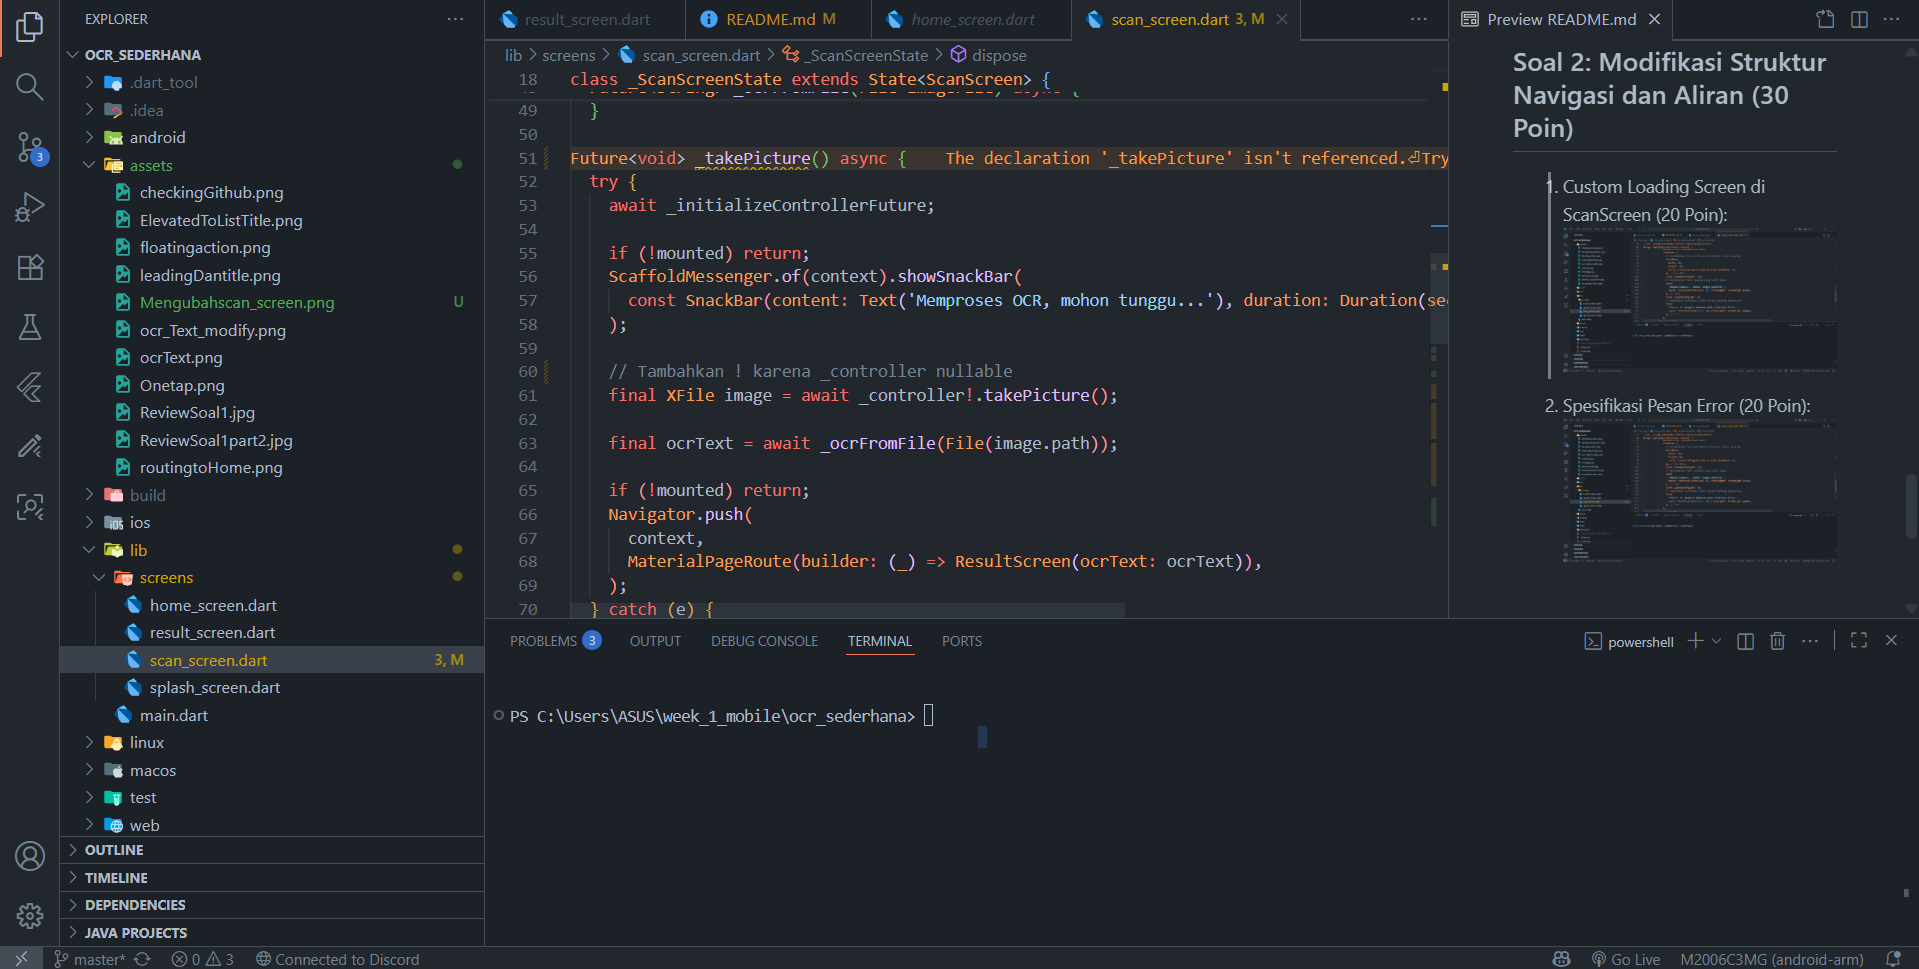 EXPLORER
OCR_SEDERHANA
.dart_tool
.idea
android
assets
checkingGithub.png
ElevatedToListTitle.png
floatingaction.png
leadingDantitle.png
Mengubahscan_screen.png U
ocr_Text_modify.png
ocrText.png
Onetap.png
ReviewSoal1.jpg
ReviewSoal1part2.jpg
routingtoHome.png
build
ios
lib
screens
home_screen.dart
result_screen.dart
scan_screen.dart 3, M
splash_screen.dart
main.dart
linux
macos
test
web
OUTLINE
TIMELINE
DEPENDENCIES
JAVA PROJECTS
3
result_screen.dart README.md M home_screen.dart scan_screen.dart 3, M
lib > screens > scan_screen.dart > _ScanScreenState > dispose
18 class _ScanScreenState extends State<ScanScreen> {
49 }
50
51 Future<void> _takePicture() async { The declaration '_takePicture' isn't referenced.⏎Try
52 try {
53 await _initializeControllerFuture;
54
55 if (!mounted) return;
56 ScaffoldMessenger.of(context).showSnackBar(
57 const SnackBar(content: Text('Memproses OCR, mohon tunggu...'), duration: Duration(se
58 );
59
60 // Tambahkan ! karena _controller nullable
61 final XFile image = await _controller!.takePicture();
62
63 final ocrText = await _ocrFromFile(File(image.path));
64
65 if (!mounted) return;
66 Navigator.push(
67 context,
68 MaterialPageRoute(builder: (_) => ResultScreen(ocrText: ocrText)),
69 );
70 } catch (e) {
Preview README.md
Soal 2: Modifikasi Struktur
Navigasi dan Aliran (30
Poin)
1. Custom Loading Screen di
ScanScreen (20 Poin):
2. Spesifikasi Pesan Error (20 Poin):
PROBLEMS 3 OUTPUT DEBUG CONSOLE TERMINAL PORTS
powershell
PS C:\Users\ASUS\week_1_mobile\ocr_sederhana>
master* 0 3 Connected to Discord
Go Live M2006C3MG (android-arm)